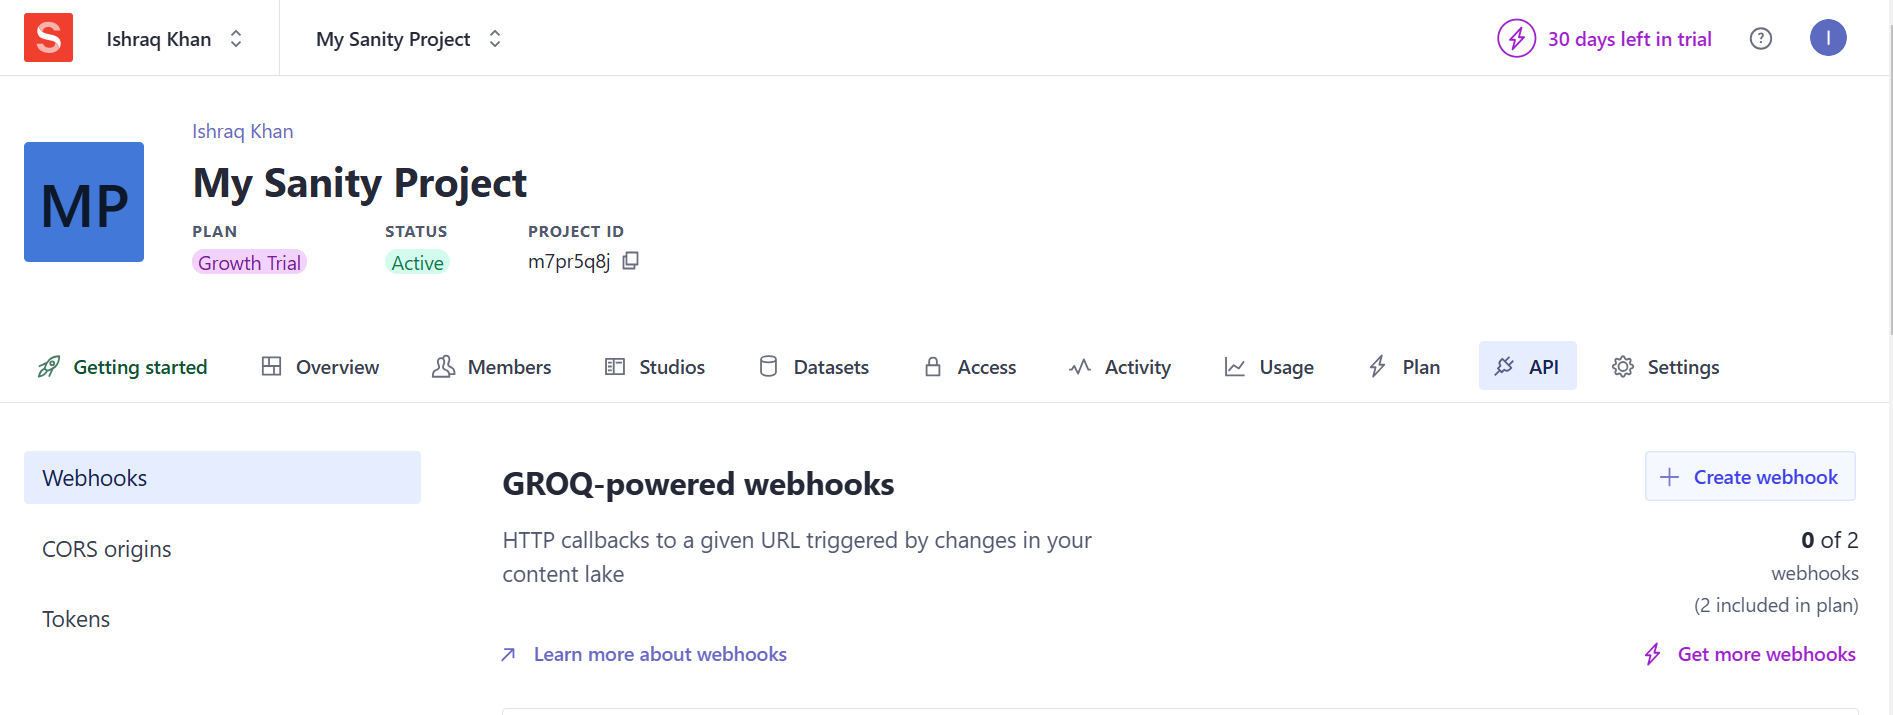 S
Ishraq Khan
My Sanity Project
30 days left in trial
?
I
MP
Ishraq Khan
My Sanity Project
PLAN STATUS PROJECT ID
Growth Trial Active m7pr5q8j
Getting started Overview Members Studios Datasets Access Activity Usage Plan API Settings
Webhooks
CORS origins
Tokens
GROQ-powered webhooks
HTTP callbacks to a given URL triggered by changes in your
content lake
Learn more about webhooks
Create webhook
0 of 2
webhooks
(2 included in plan)
Get more webhooks